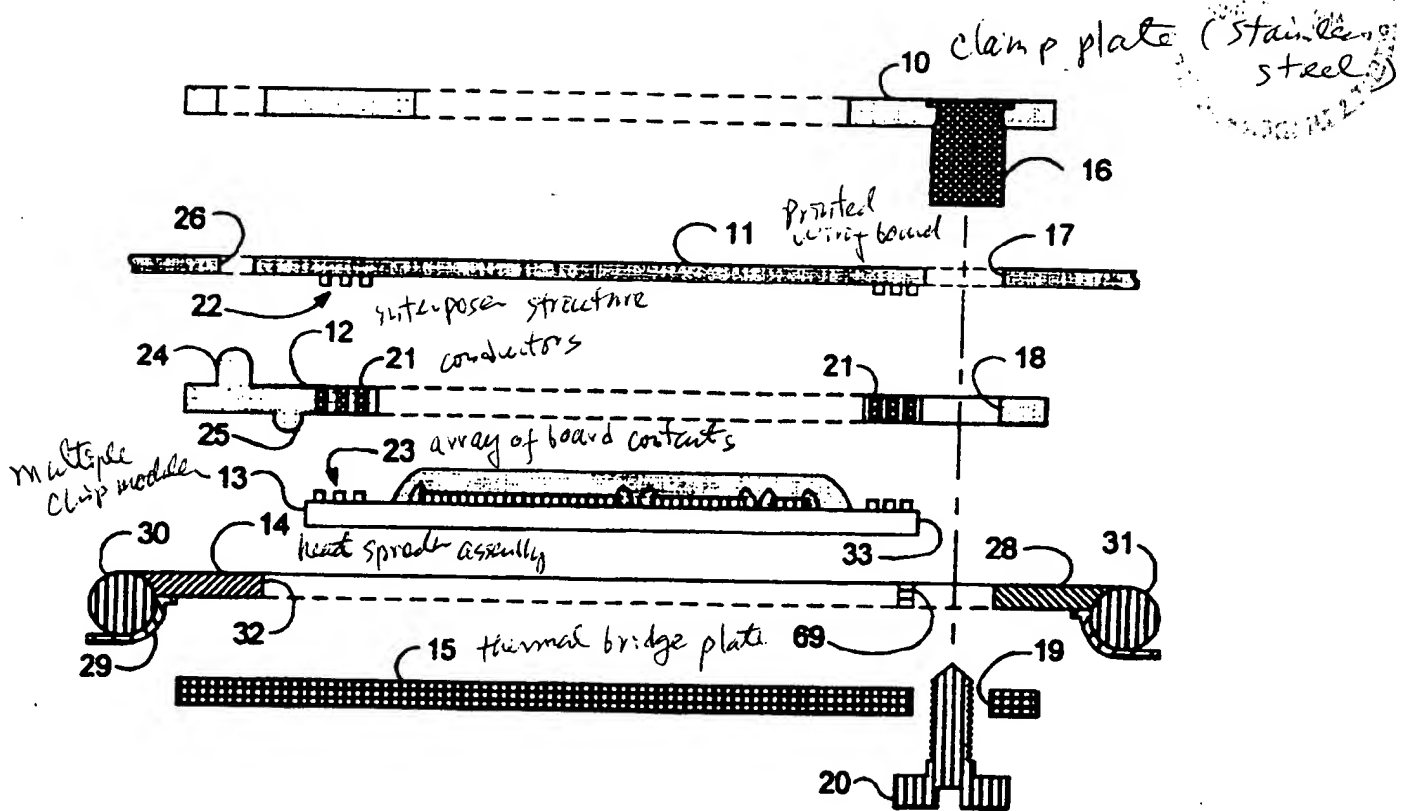 clamp plate (stainless
steel)
10
16
26
11
Printed
wiring board
17
22
interposer structure
12
24
21
conductors
21
18
25
23
array of board contants
multiple
chip module
13
14
heat spreader assembly
33
28
30
31
32
69
29
15
thermal bridge plate
19
20